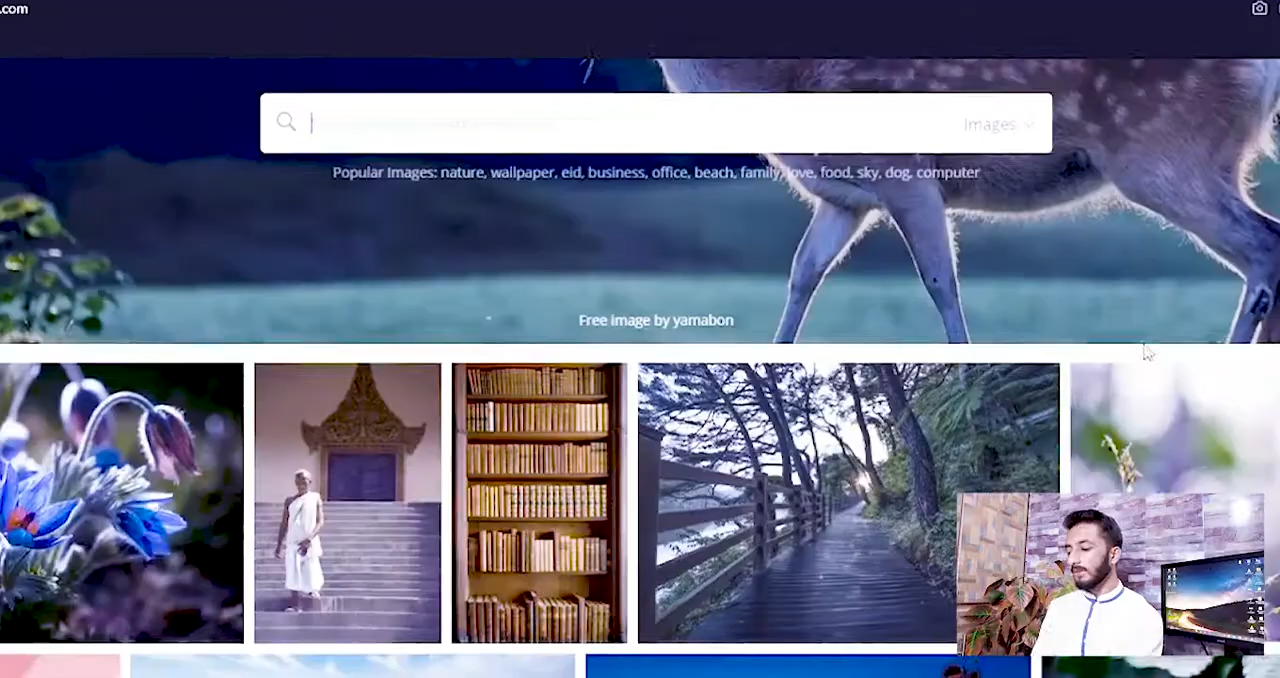 .com
Images
Popular Images: nature, wallpaper, eid, business, office, beach, family, love, food, sky, dog, computer
Free image by yamabon